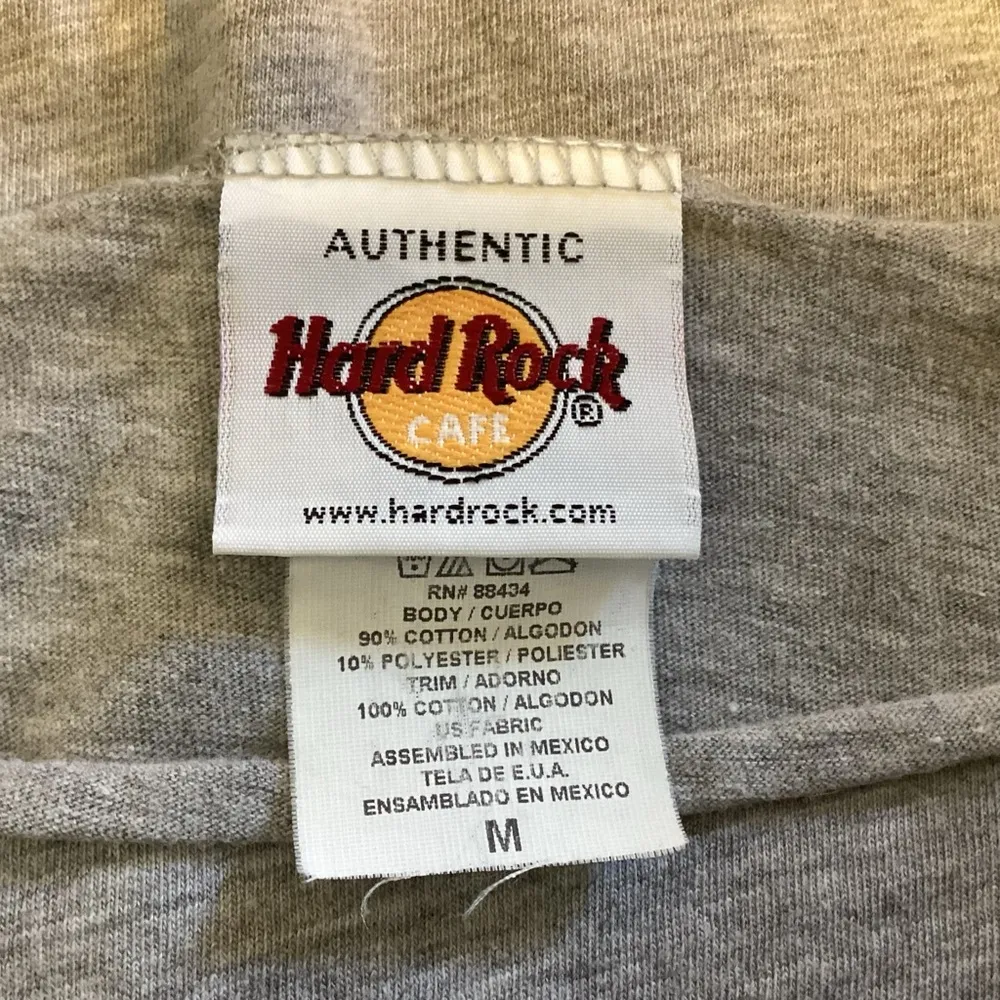 AUTHENTIC
Hard Rock
CAFE ®
www.hardrock.com
RN# 88434
BODY / CUERPO
90% COTTON / ALGODON
10% POLYESTER / POLIESTER
TRIM / ADORNO
100% COTTON / ALGODON
US FABRIC
ASSEMBLED IN MEXICO
TELA DE E.U.A.
ENSAMBLADO EN MEXICO
M